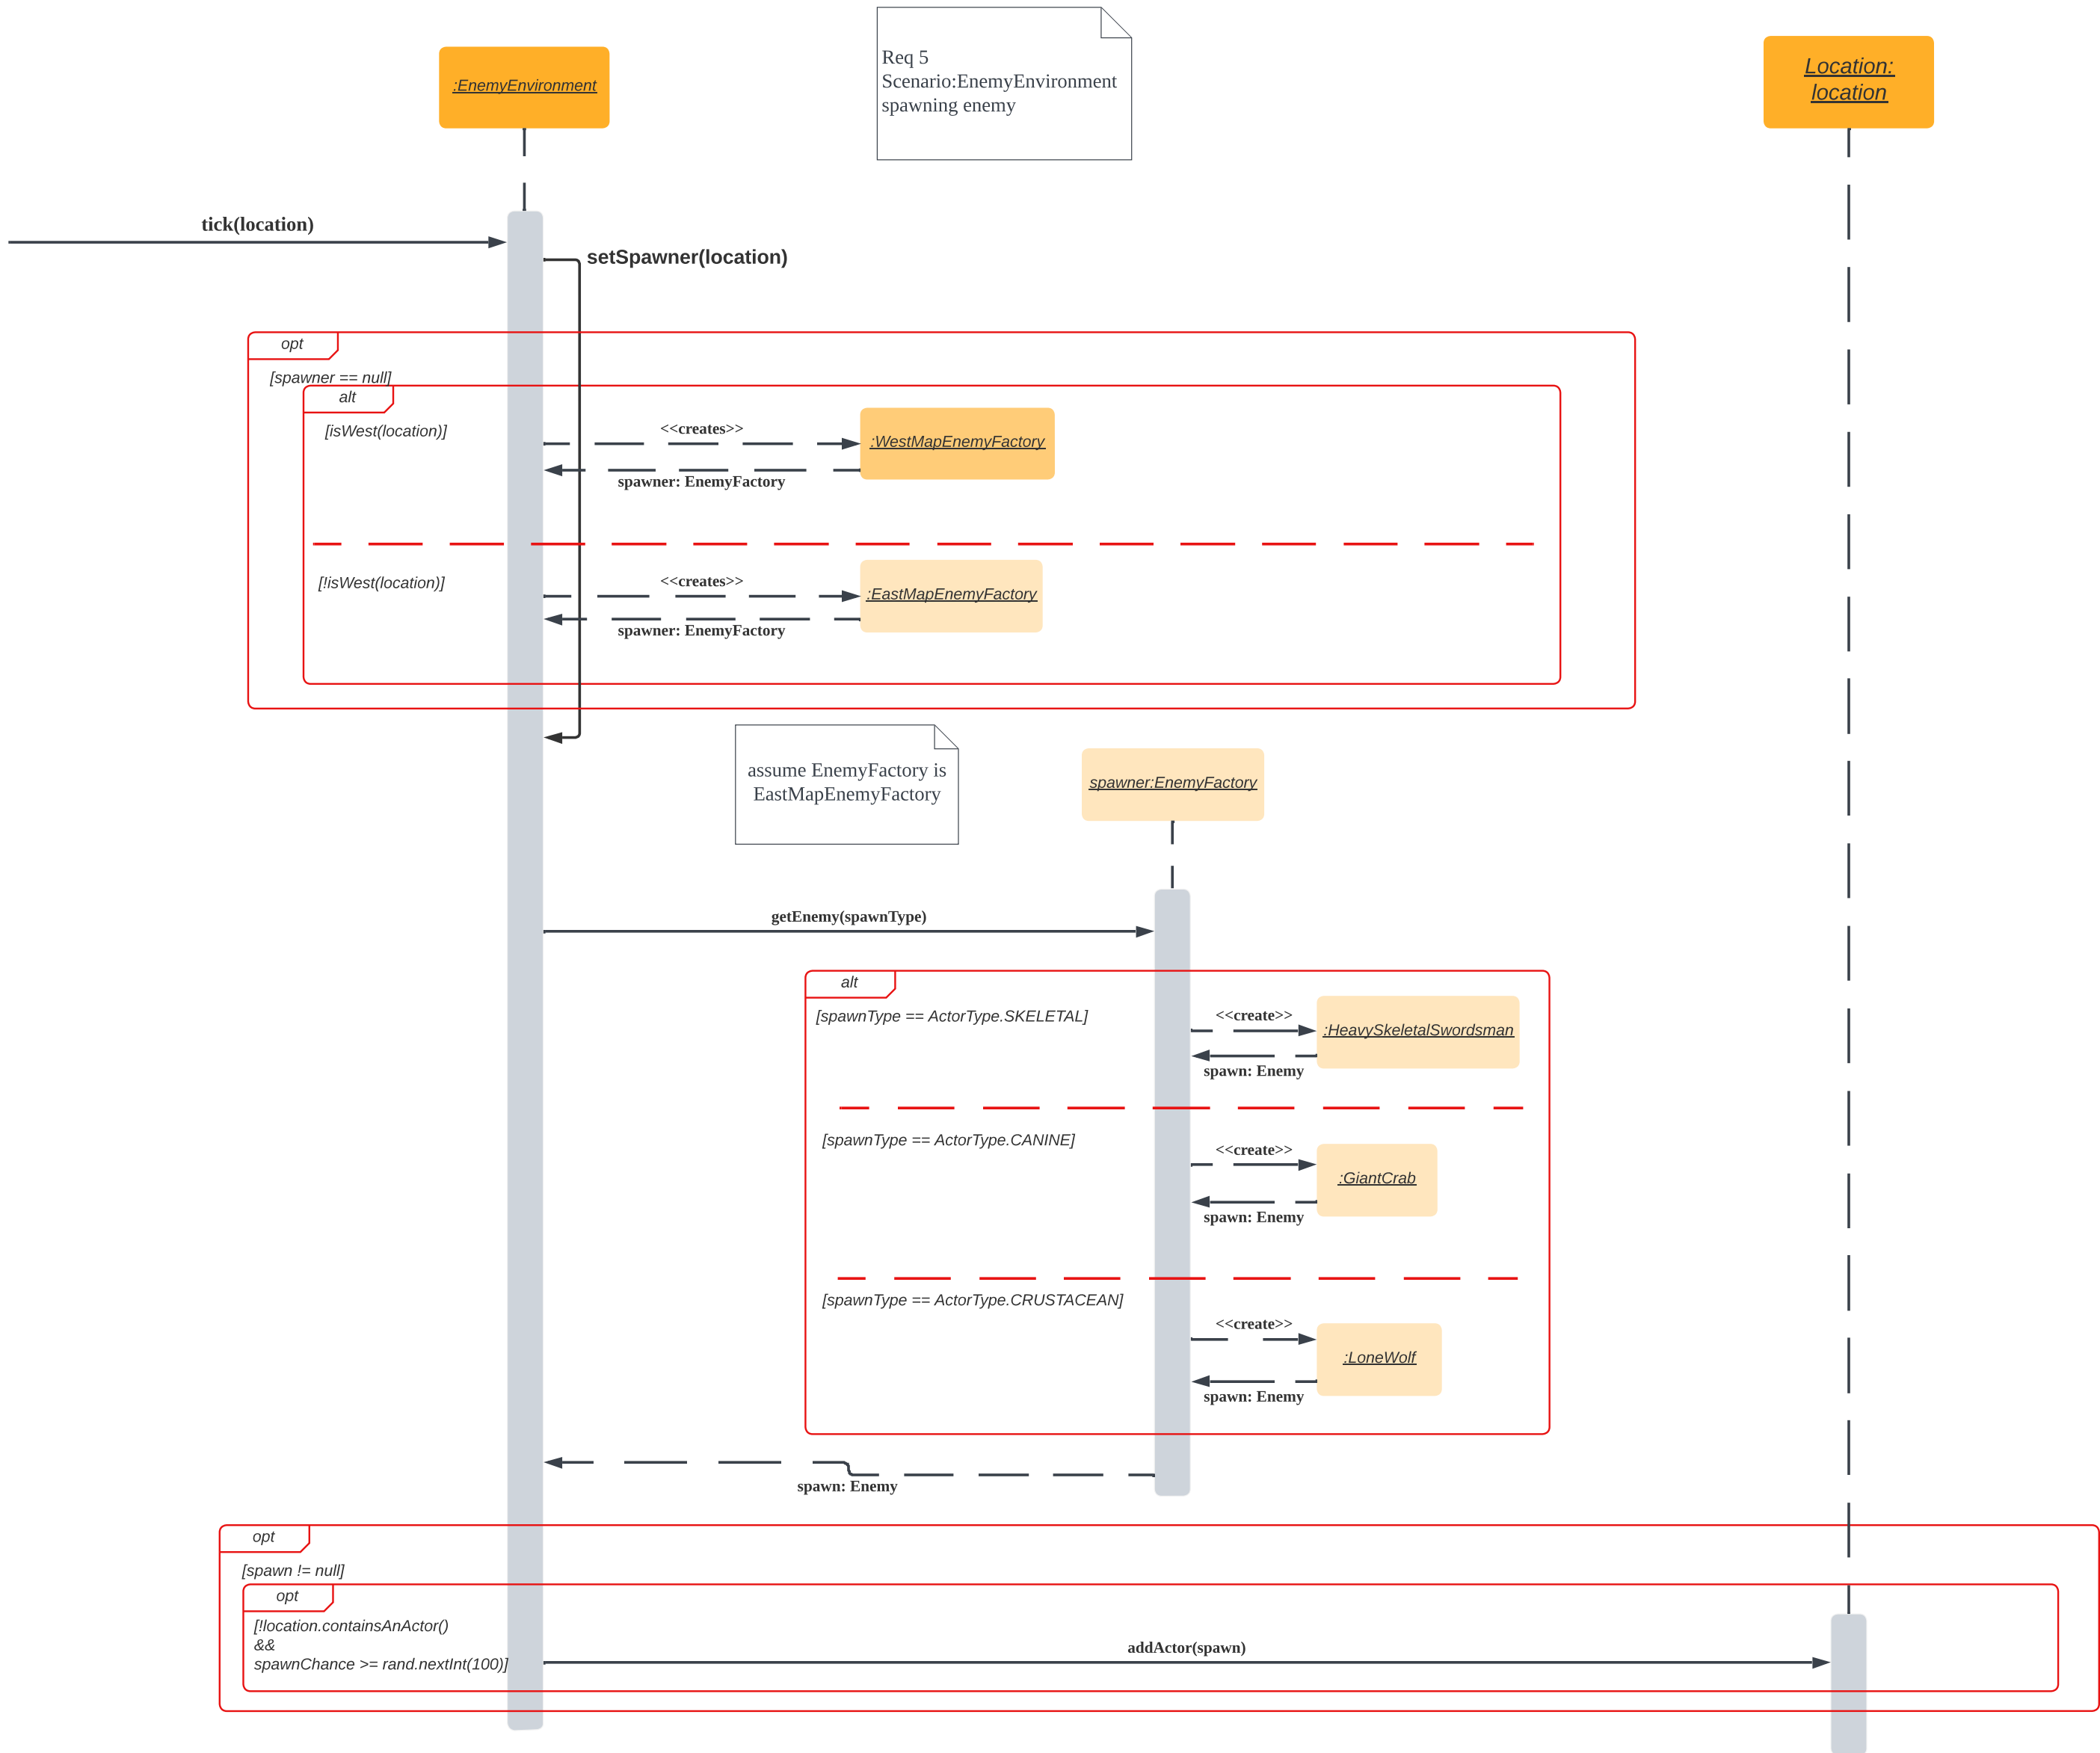 Req 5
Scenario:EnemyEnvironment
spawning enemy
:EnemyEnvironment
Location:
location
tick(location)
setSpawner(location)
opt
[spawner == null]
alt
[isWest(location)]
<<creates>>
:WestMapEnemyFactory
spawner: EnemyFactory
[!isWest(location)]
<<creates>>
:EastMapEnemyFactory
spawner: EnemyFactory
assume EnemyFactory is
EastMapEnemyFactory
spawner:EnemyFactory
getEnemy(spawnType)
alt
[spawnType == ActorType.SKELETAL]
<<create>>
:HeavySkeletalSwordsman
spawn: Enemy
[spawnType == ActorType.CANINE]
<<create>>
:GiantCrab
spawn: Enemy
[spawnType == ActorType.CRUSTACEAN]
<<create>>
:LoneWolf
spawn: Enemy
spawn: Enemy
opt
[spawn != null]
opt
[!location.containsAnActor()
&&
spawnChance >= rand.nextInt(100)]
addActor(spawn)